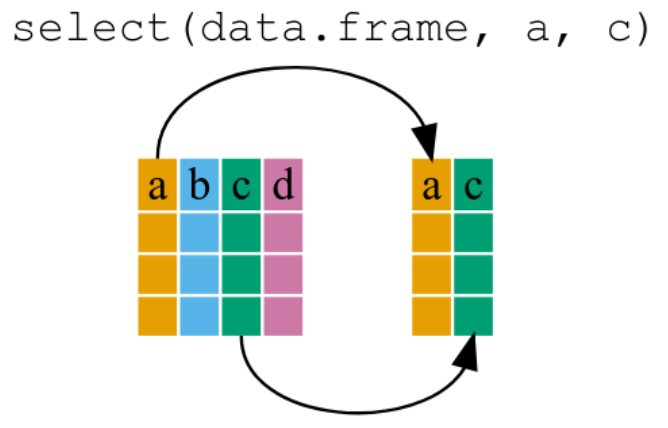 select(data.frame, a, c)
a b c d a c